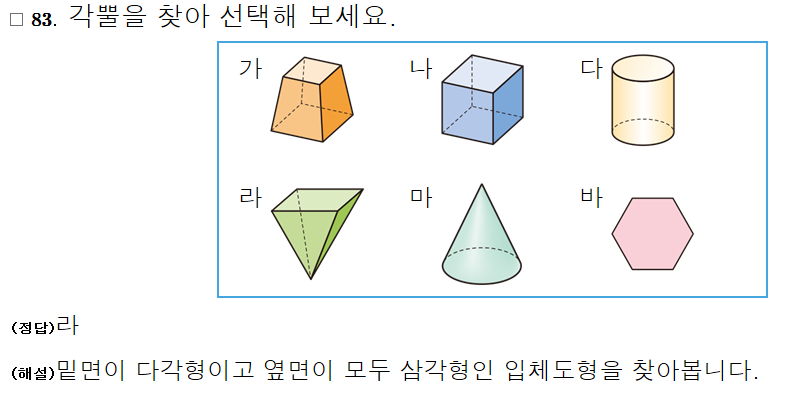 □ 83. 각뿔을 찾아 선택해 보세요.
가 나 다
라 마 바
(정답)라
(해설)밑면이 다각형이고 옆면이 모두 삼각형인 입체도형을 찾아봅니다.